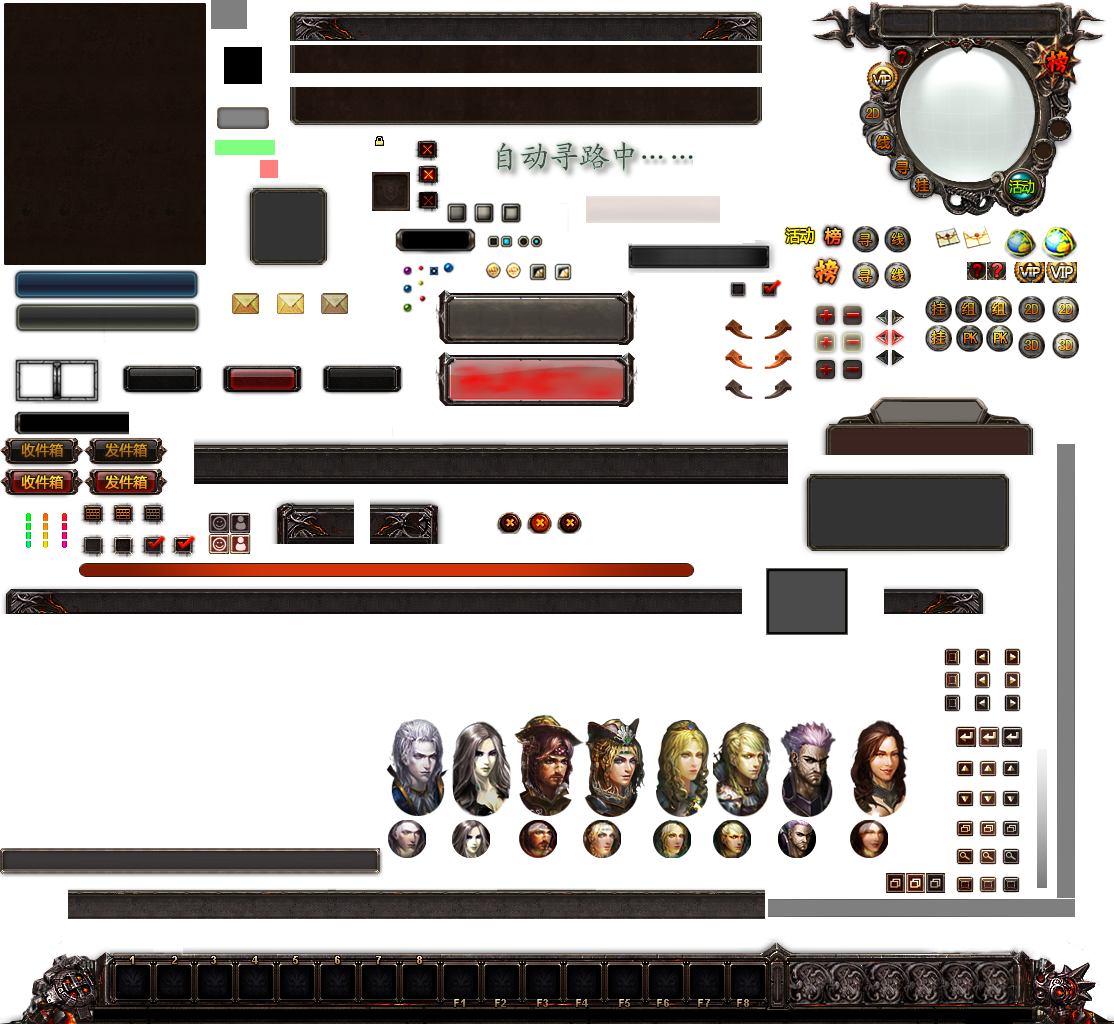 榜
?
VIP
2D
线
寻
挂
活动
自动寻路中……
活动 榜 寻 线
榜 寻 线
? ? VIP VIP
挂 组 组 2D 2D
挂 PK PK 3D 3D
收件箱 发件箱
收件箱 发件箱
1 2 3 4 5 6 7 8
F1 F2 F3 F4 F5 F6 F7 F8